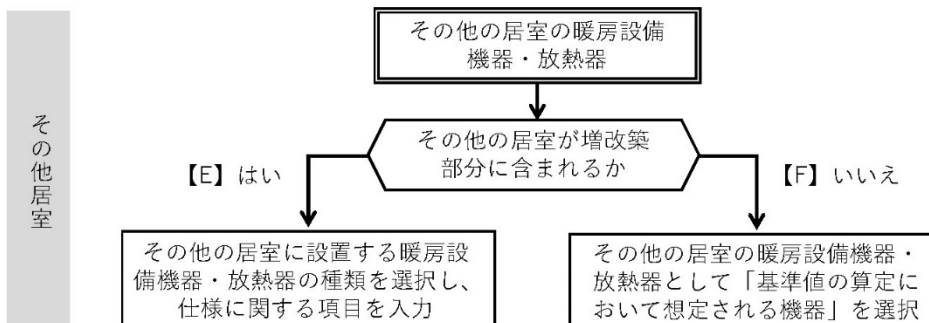 その他居室
その他の居室の暖房設備
機器・放熱器
その他の居室が増改築
部分に含まれるか
【E】はい
【F】いいえ
その他の居室に設置する暖房設
備機器・放熱器の種類を選択し、
仕様に関する項目を入力
その他の居室の暖房設備機器・
放熱器として「基準値の算定に
おいて想定される機器」を選択